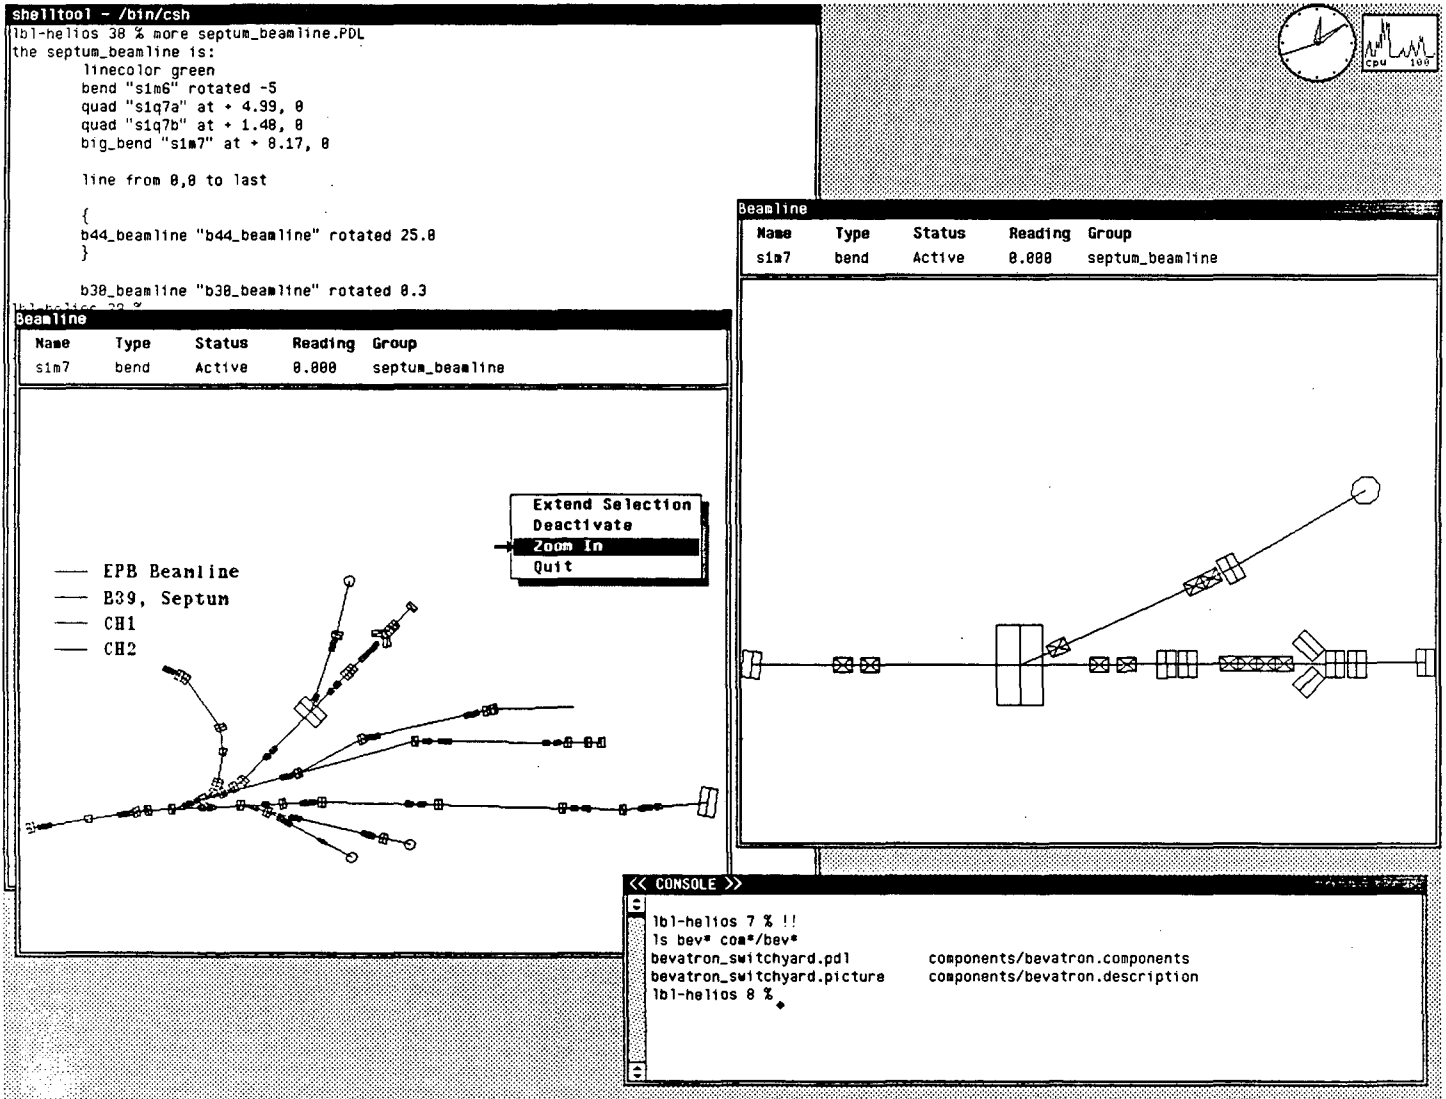 shelltool - /bin/csh
lbl-helios 38 % more septum_beamline.PDL
the septum_beamline is:
linecolor green
bend "s1m6" rotated -5
quad "s1q7a" at + 4.99, 0
quad "s1q7b" at + 1.48, 0
big_bend "s1m7" at + 8.17, 0
line from 0,0 to last
{
b44_beamline "b44_beamline" rotated 25.0
}
b30_beamline "b30_beamline" rotated 0.3
lbl-helios 39 %
cpu 100
Beamline
Name Type Status Reading Group
s1m7 bend Active 0.000 septum_beamline
Beamline
Name Type Status Reading Group
s1m7 bend Active 0.000 septum_beamline
Extend Selection
Deactivate
Zoom In
Quit
EPB Beamline
B39, Septum
CH1
CH2
<< CONSOLE >>
lbl-helios 7 % !!
ls bev* com*/bev*
bevatron_switchyard.pdl components/bevatron.components
bevatron_switchyard.picture components/bevatron.description
lbl-helios 8 %